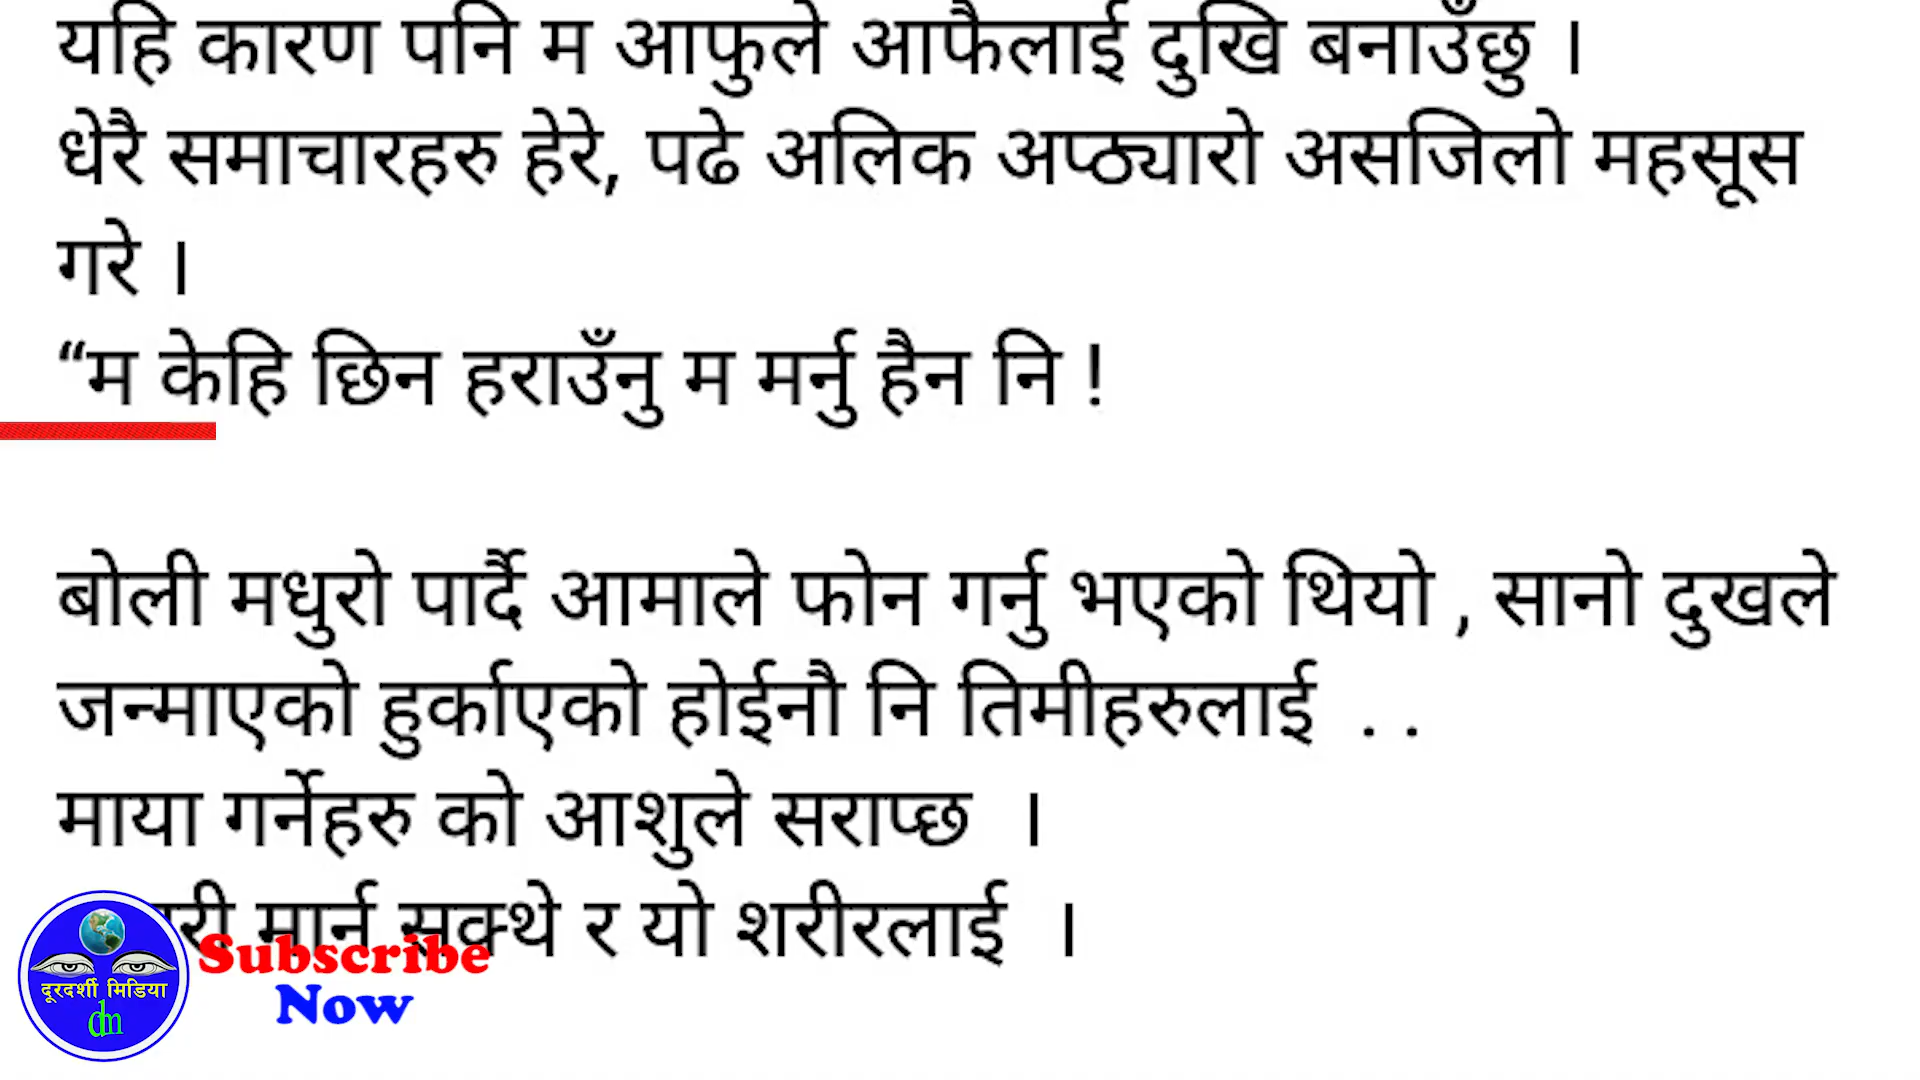 यहि कारण पनि म आफुले आफैलाई दुखि बनाउँछु ।
धेरै समाचारहरु हेरे, पढे अलिक अप्ठ्यारो असजिलो महसूस
गरे ।
“म केहि छिन हराउँनु म मर्नु हैन नि !
बोली मधुरो पार्दै आमाले फोन गर्नु भएको थियो , सानो दुखले
जन्माएको हुर्काएको होईनौ नि तिमीहरुलाई . .
माया गर्नेहरु को आशुले सराप्छ ।
मार्न सक्थे र यो शरीरलाई ।
Subscribe
Now
दूरदर्शी मिडिया
dm